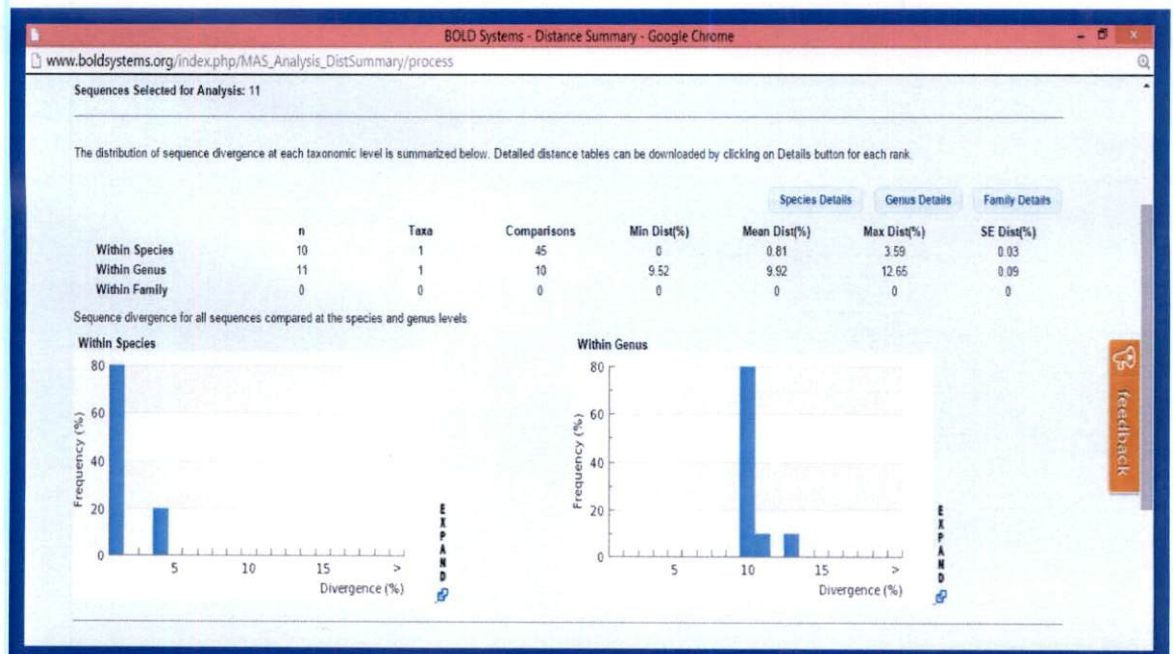 BOLD Systems - Distance Summary - Google Chrome
www.boldsystems.org/index.php/MAS_Analysis_DistSummary/process
Sequences Selected for Analysis: 11
The distribution of sequence divergence at each taxonomic level is summarized below. Detailed distance tables can be downloaded by clicking on Details button for each rank.
Species Details Genus Details Family Details
n Taxa Comparisons Min Dist(%) Mean Dist(%) Max Dist(%) SE Dist(%)
Within Species 10 1 45 0 0.81 3.59 0.03
Within Genus 11 1 10 9.52 9.92 12.65 0.09
Within Family 0 0 0 0 0 0 0
Sequence divergence for all sequences compared at the species and genus levels
Within Species
80
60
40
20
0
Frequency (%)
5 10 15 >
Divergence (%)
EXPAND
Within Genus
80
60
40
20
0
Frequency (%)
5 10 15 >
Divergence (%)
EXPAND
feedback